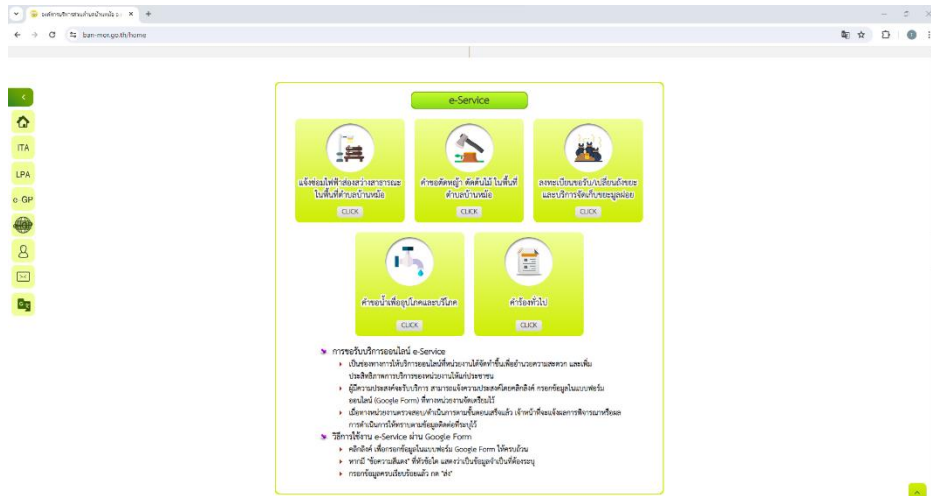 องค์การบริหารส่วนตำบลบ้านหม้อ
ban-mor.go.th/home
e-Service
ITA
LPA
e-GP
แจ้งซ่อมไฟฟ้าส่องสว่างสาธารณะ
ในพื้นที่ตำบลบ้านหม้อ
CLICK
คำขอตัดหญ้า ตัดต้นไม้ ในพื้นที่
ตำบลบ้านหม้อ
CLICK
ลงทะเบียนขอรับ/เปลี่ยนถังขยะ
และบริการจัดเก็บขยะมูลฝอย
CLICK
คำขอน้ำเพื่ออุปโภคและบริโภค
CLICK
คำร้องทั่วไป
CLICK
การขอรับบริการออนไลน์ e-Service
เป็นช่องทางการให้บริการออนไลน์ที่หน่วยงานได้จัดทำขึ้นเพื่ออำนวยความสะดวก และเพิ่ม
ประสิทธิภาพการบริการของหน่วยงานให้แก่ประชาชน
ผู้มีความประสงค์จะรับบริการ สามารถแจ้งความประสงค์โดยคลิกลิงค์ กรอกข้อมูลในแบบฟอร์ม
ออนไลน์ (Google Form) ที่ทางหน่วยงานจัดเตรียมไว้
เมื่อทางหน่วยงานตรวจสอบ/ดำเนินการตามขั้นตอนเสร็จแล้ว เจ้าหน้าที่จะแจ้งผลการพิจารณาหรือผล
การดำเนินการให้ทราบตามข้อมูลติดต่อที่ระบุไว้
วิธีการใช้งาน e-Service ผ่าน Google Form
คลิกลิงค์ เพื่อกรอกข้อมูลในแบบฟอร์ม Google Form ให้ครบถ้วน
หากมี "ข้อความสีแดง" ที่หัวข้อใด แสดงว่าเป็นข้อมูลจำเป็นที่ต้องระบุ
กรอกข้อมูลครบเรียบร้อยแล้ว กด "ส่ง"